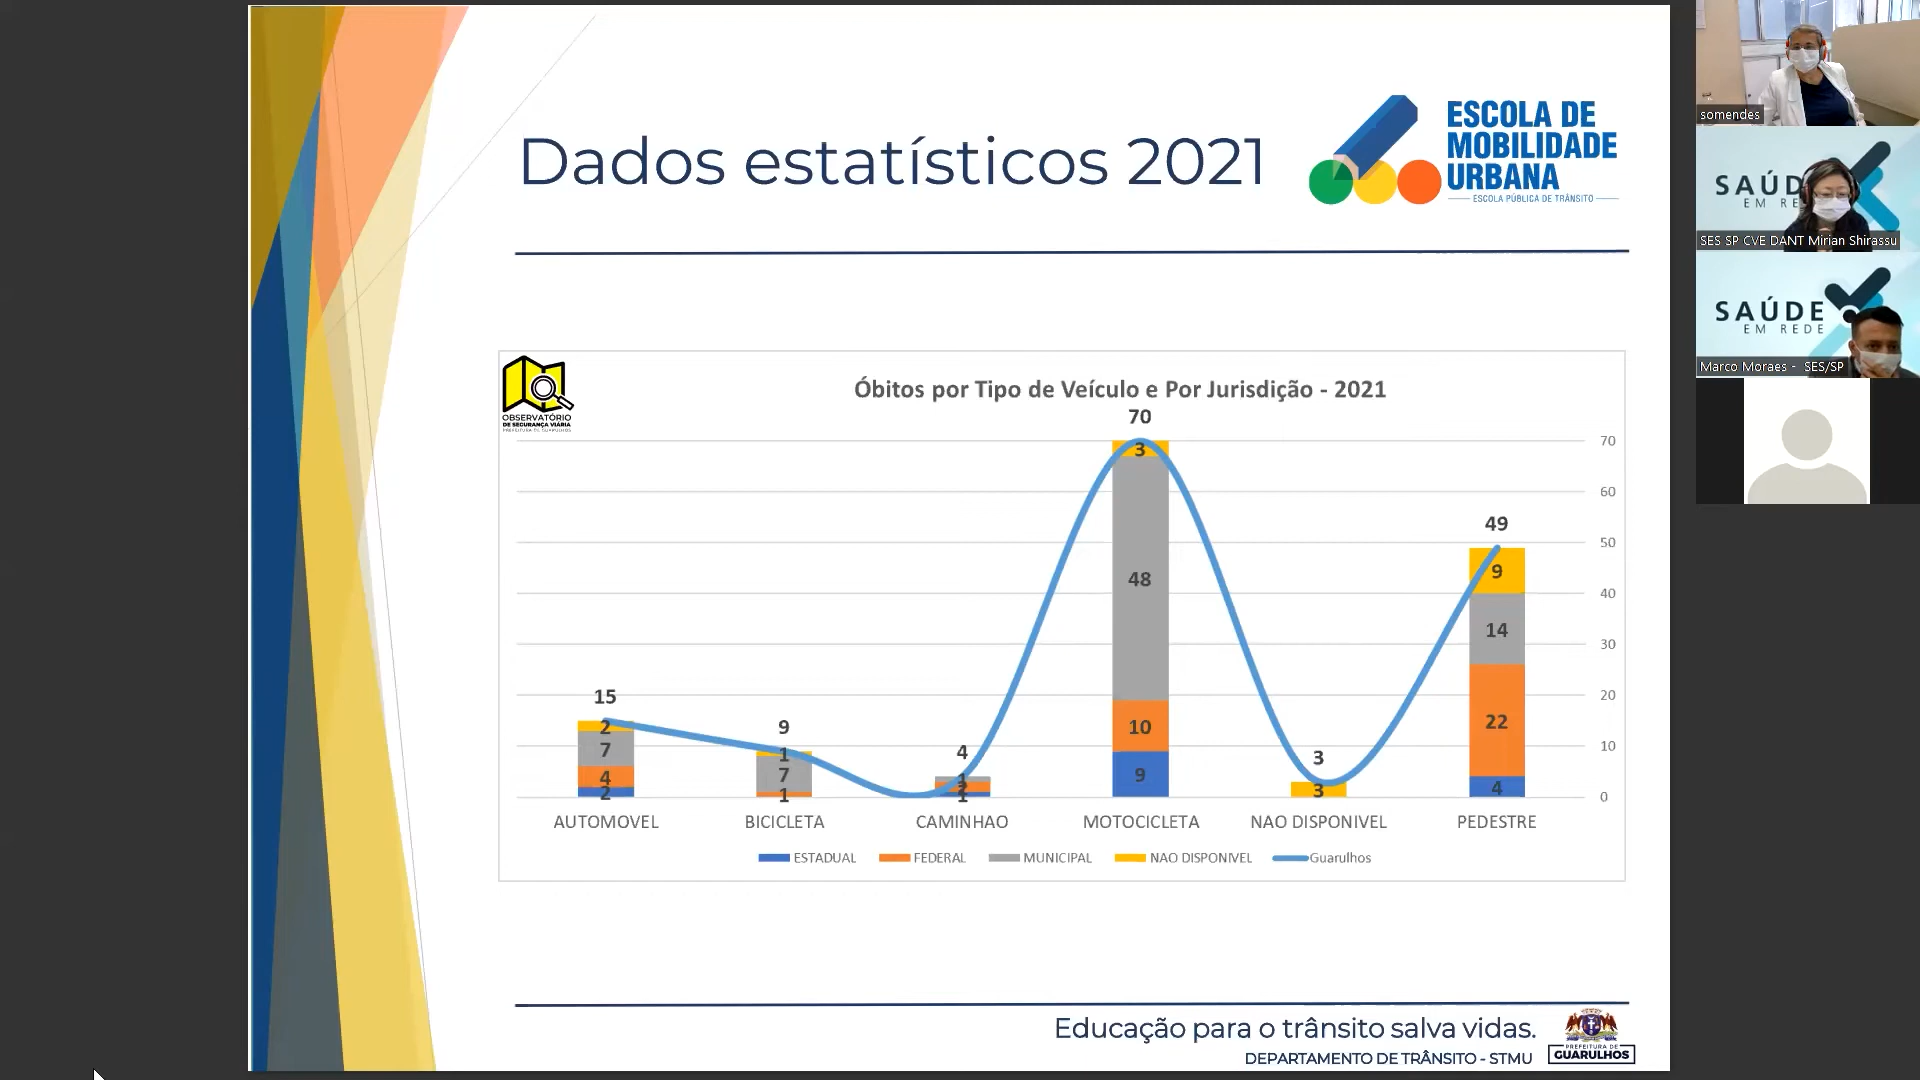 Dados estatísticos 2021
ESCOLA DE
MOBILIDADE
URBANA
ESCOLA PÚBLICA DE TRÂNSITO
OBSERVATÓRIO
DE SEGURANÇA VIÁRIA
PREFEITURA DE GUARULHOS
Óbitos por Tipo de Veículo e Por Jurisdição - 2021
70
3
48
10
9
49
9
14
22
4
15
2
7
4
2
9
1
7
1
4
1
2
1
3
3
70
60
50
40
30
20
10
0
AUTOMOVEL BICICLETA CAMINHAO MOTOCICLETA NAO DISPONIVEL PEDESTRE
ESTADUAL FEDERAL MUNICIPAL NAO DISPONIVEL Guarulhos
Educação para o trânsito salva vidas.
DEPARTAMENTO DE TRÂNSITO - STMU
PREFEITURA DE
GUARULHOS
somendes
SAÚD
EM RE
SES SP CVE DANT Mirian Shirassu
SAÚDE
EM REDE
Marco Moraes - SES/SP